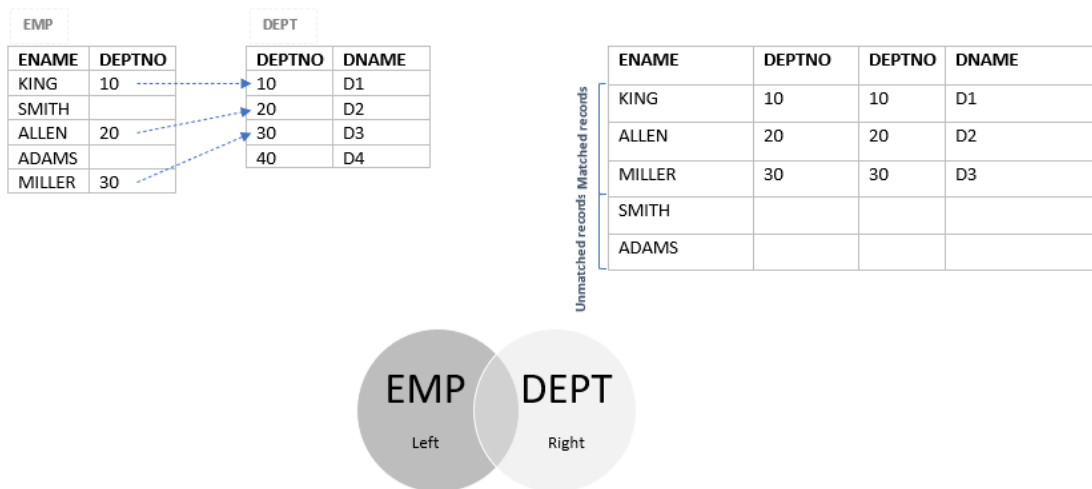 EMP
ENAME DEPTNO
KING 10
SMITH
ALLEN 20
ADAMS
MILLER 30
DEPT
DEPTNO DNAME
10 D1
20 D2
30 D3
40 D4
ENAME DEPTNO DEPTNO DNAME
KING 10 10 D1
ALLEN 20 20 D2
MILLER 30 30 D3
SMITH
ADAMS
Matched records
Unmatched records
EMP
Left
DEPT
Right